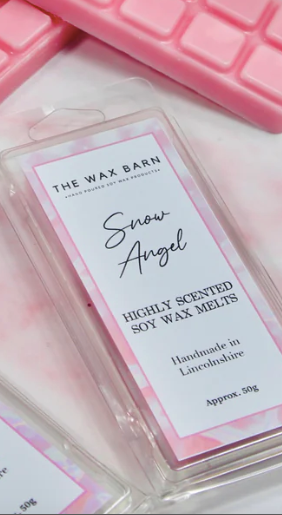 THE WAX BARN
HAND POURED SOY WAX PRODUCTS
Snow
Angel
HIGHLY SCENTED
SOY WAX MELTS
Handmade in
Lincolnshire
Approx. 50g
50g